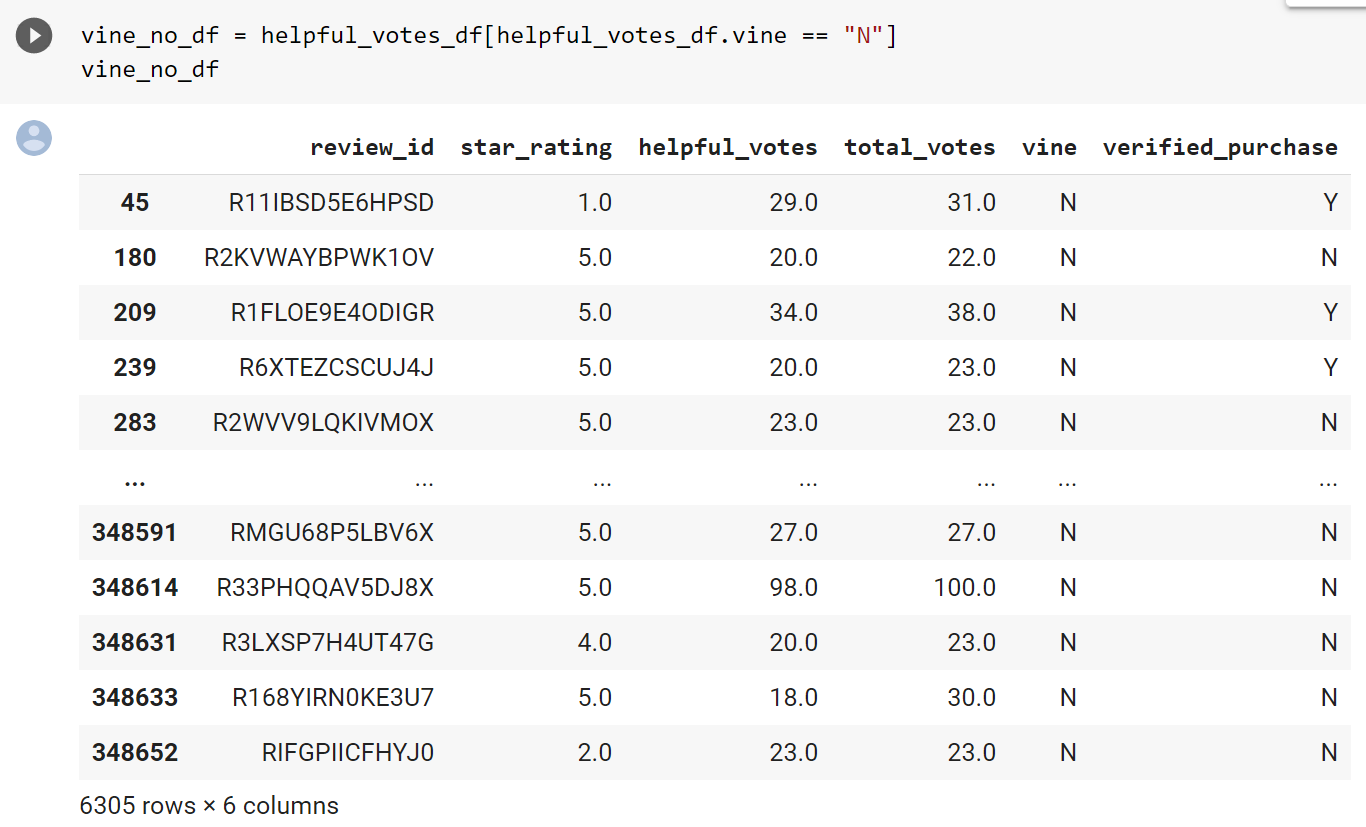 vine_no_df = helpful_votes_df[helpful_votes_df.vine == "N"]
vine_no_df
review_id star_rating helpful_votes total_votes vine verified_purchase
45 R11IBSD5E6HPSD 1.0 29.0 31.0 N Y
180 R2KVWAYBPWK1OV 5.0 20.0 22.0 N N
209 R1FLOE9E4ODIGR 5.0 34.0 38.0 N Y
239 R6XTEZCSCUJ4J 5.0 20.0 23.0 N Y
283 R2WVV9LQKIVMOX 5.0 23.0 23.0 N N
... ... ... ... ... ... ...
348591 RMGU68P5LBV6X 5.0 27.0 27.0 N N
348614 R33PHQQAV5DJ8X 5.0 98.0 100.0 N N
348631 R3LXSP7H4UT47G 4.0 20.0 23.0 N N
348633 R168YIRN0KE3U7 5.0 18.0 30.0 N N
348652 RIFGPIICFHYJ0 2.0 23.0 23.0 N N
6305 rows × 6 columns